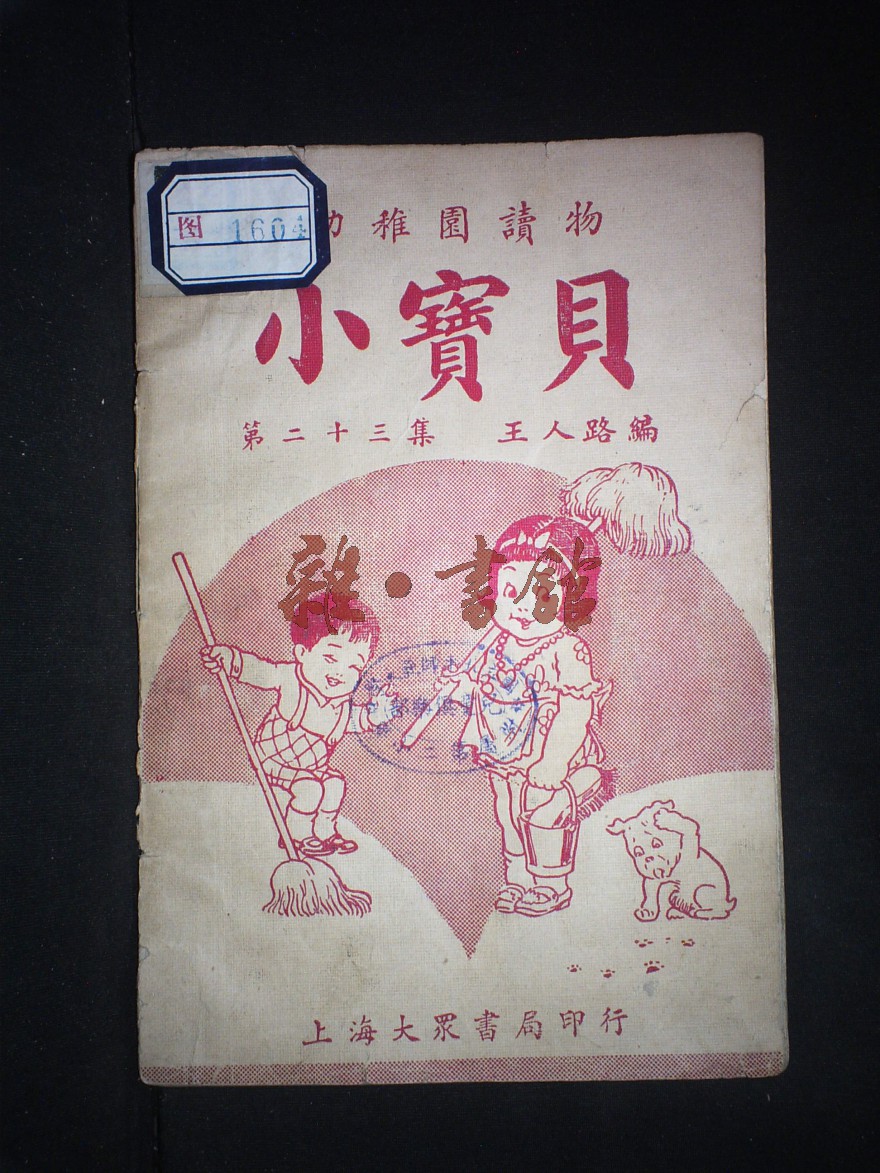 图 1604
幼稚園讀物
小寶貝
第二十三集 王人路編
雜·書館
上海大眾書局印行